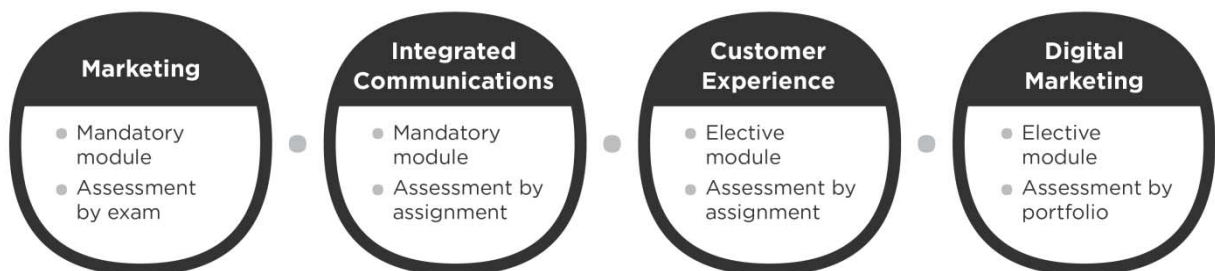 Marketing
Mandatory
module
Assessment
by exam
Integrated
Communications
Mandatory
module
Assessment by
assignment
Customer
Experience
Elective
module
Assessment by
assignment
Digital
Marketing
Elective
module
Assessment by
portfolio